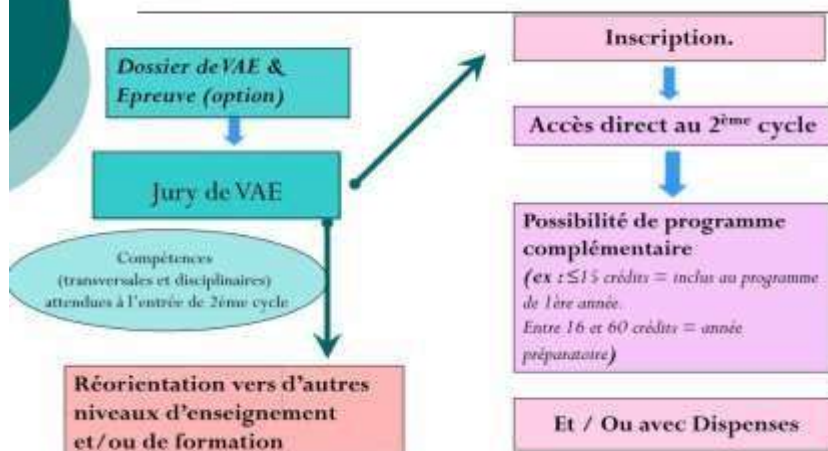 Dossier de VAE &
Epreuve (option)
Jury de VAE
Compétences
(transversales et disciplinaires)
attendues à l'entrée de 2ème cycle
Réorientation vers d'autres
niveaux d'enseignement
et/ou de formation
Inscription.
Accès direct au 2ème cycle
Possibilité de programme
complémentaire
(ex : ≤15 crédits = inclus au programme
de 1ère année.
Entre 16 et 60 crédits = année
préparatoire)
Et / Ou avec Dispenses